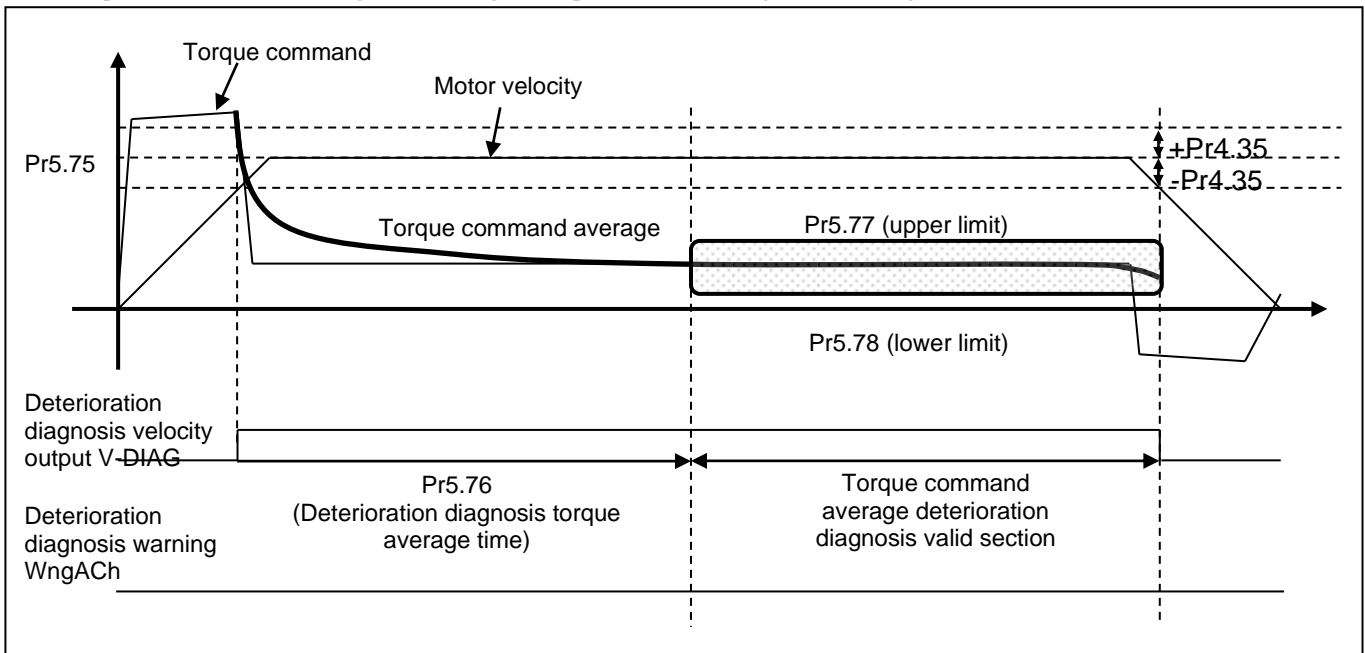 Torque command
Motor velocity
Pr5.75
+Pr4.35
-Pr4.35
Torque command average
Pr5.77 (upper limit)
Pr5.78 (lower limit)
Deterioration
diagnosis velocity
output V-DIAG
Pr5.76
(Deterioration diagnosis torque
average time)
Torque command
average deterioration
diagnosis valid section
Deterioration
diagnosis warning
WngACh